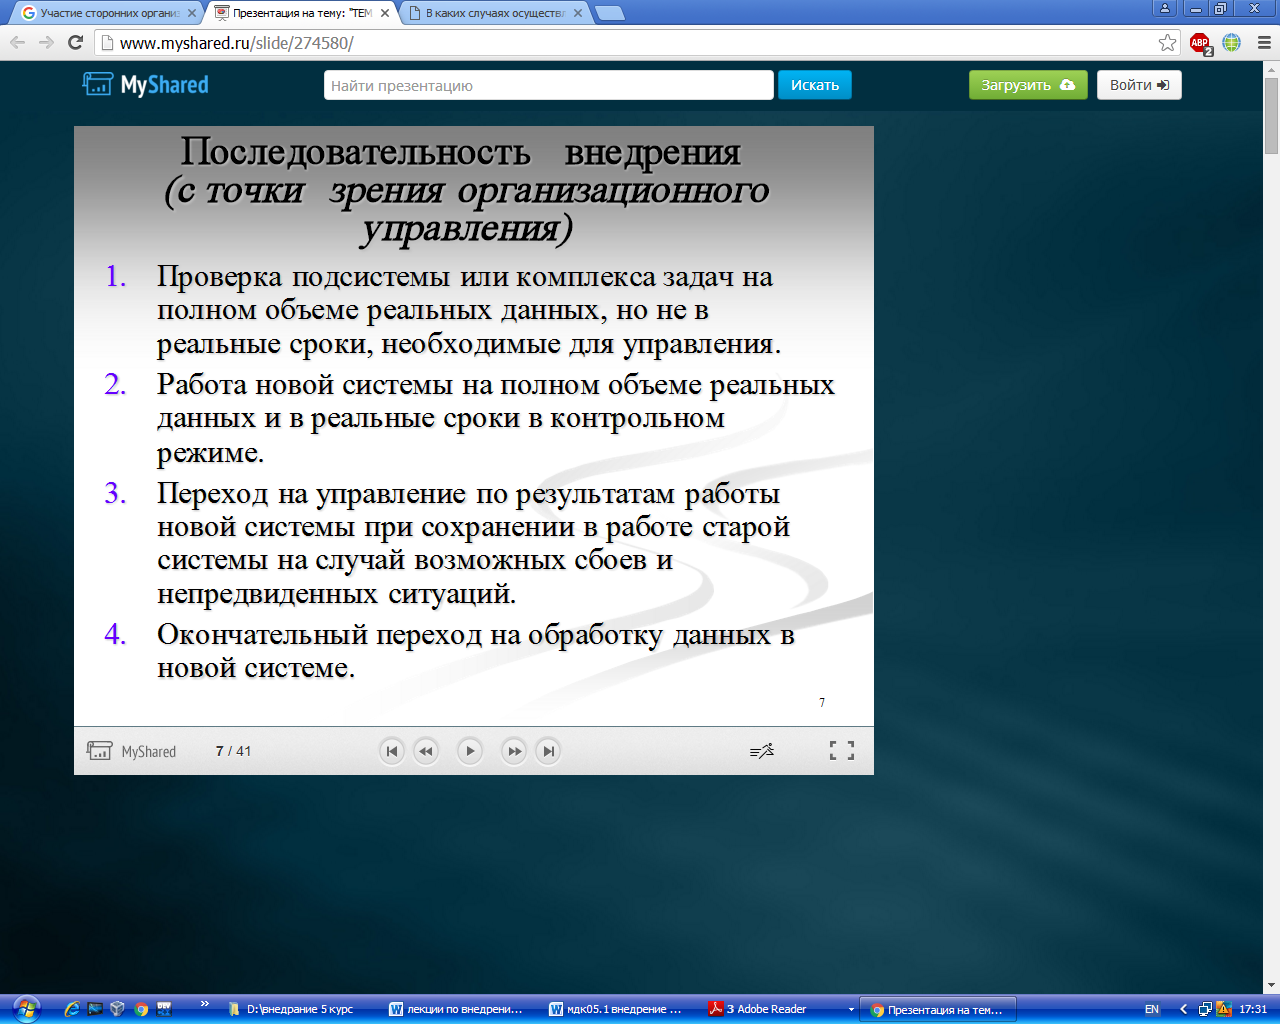 Участие сторонних органи
Презентация на тему: "ТЕМ
В каких случаях осуществл
www.myshared.ru/slide/274580/
ABP
2
MyShared
Найти презентацию
Искать
Загрузить
Войти
Последовательность внедрения
(с точки зрения организационного
управления)
1. Проверка подсистемы или комплекса задач на
полном объеме реальных данных, но не в
реальные сроки, необходимые для управления.
2. Работа новой системы на полном объеме реальных
данных и в реальные сроки в контрольном
режиме.
3. Переход на управление по результатам работы
новой системы при сохранении в работе старой
системы на случай возможных сбоев и
непредвиденных ситуаций.
4. Окончательный переход на обработку данных в
новой системе.
7
MyShared
7 / 41
D:\внедрание 5 курс
лекции по внедрени...
мдк05.1 внедрение ...
3 Adobe Reader
Презентация на тем...
EN
17:31